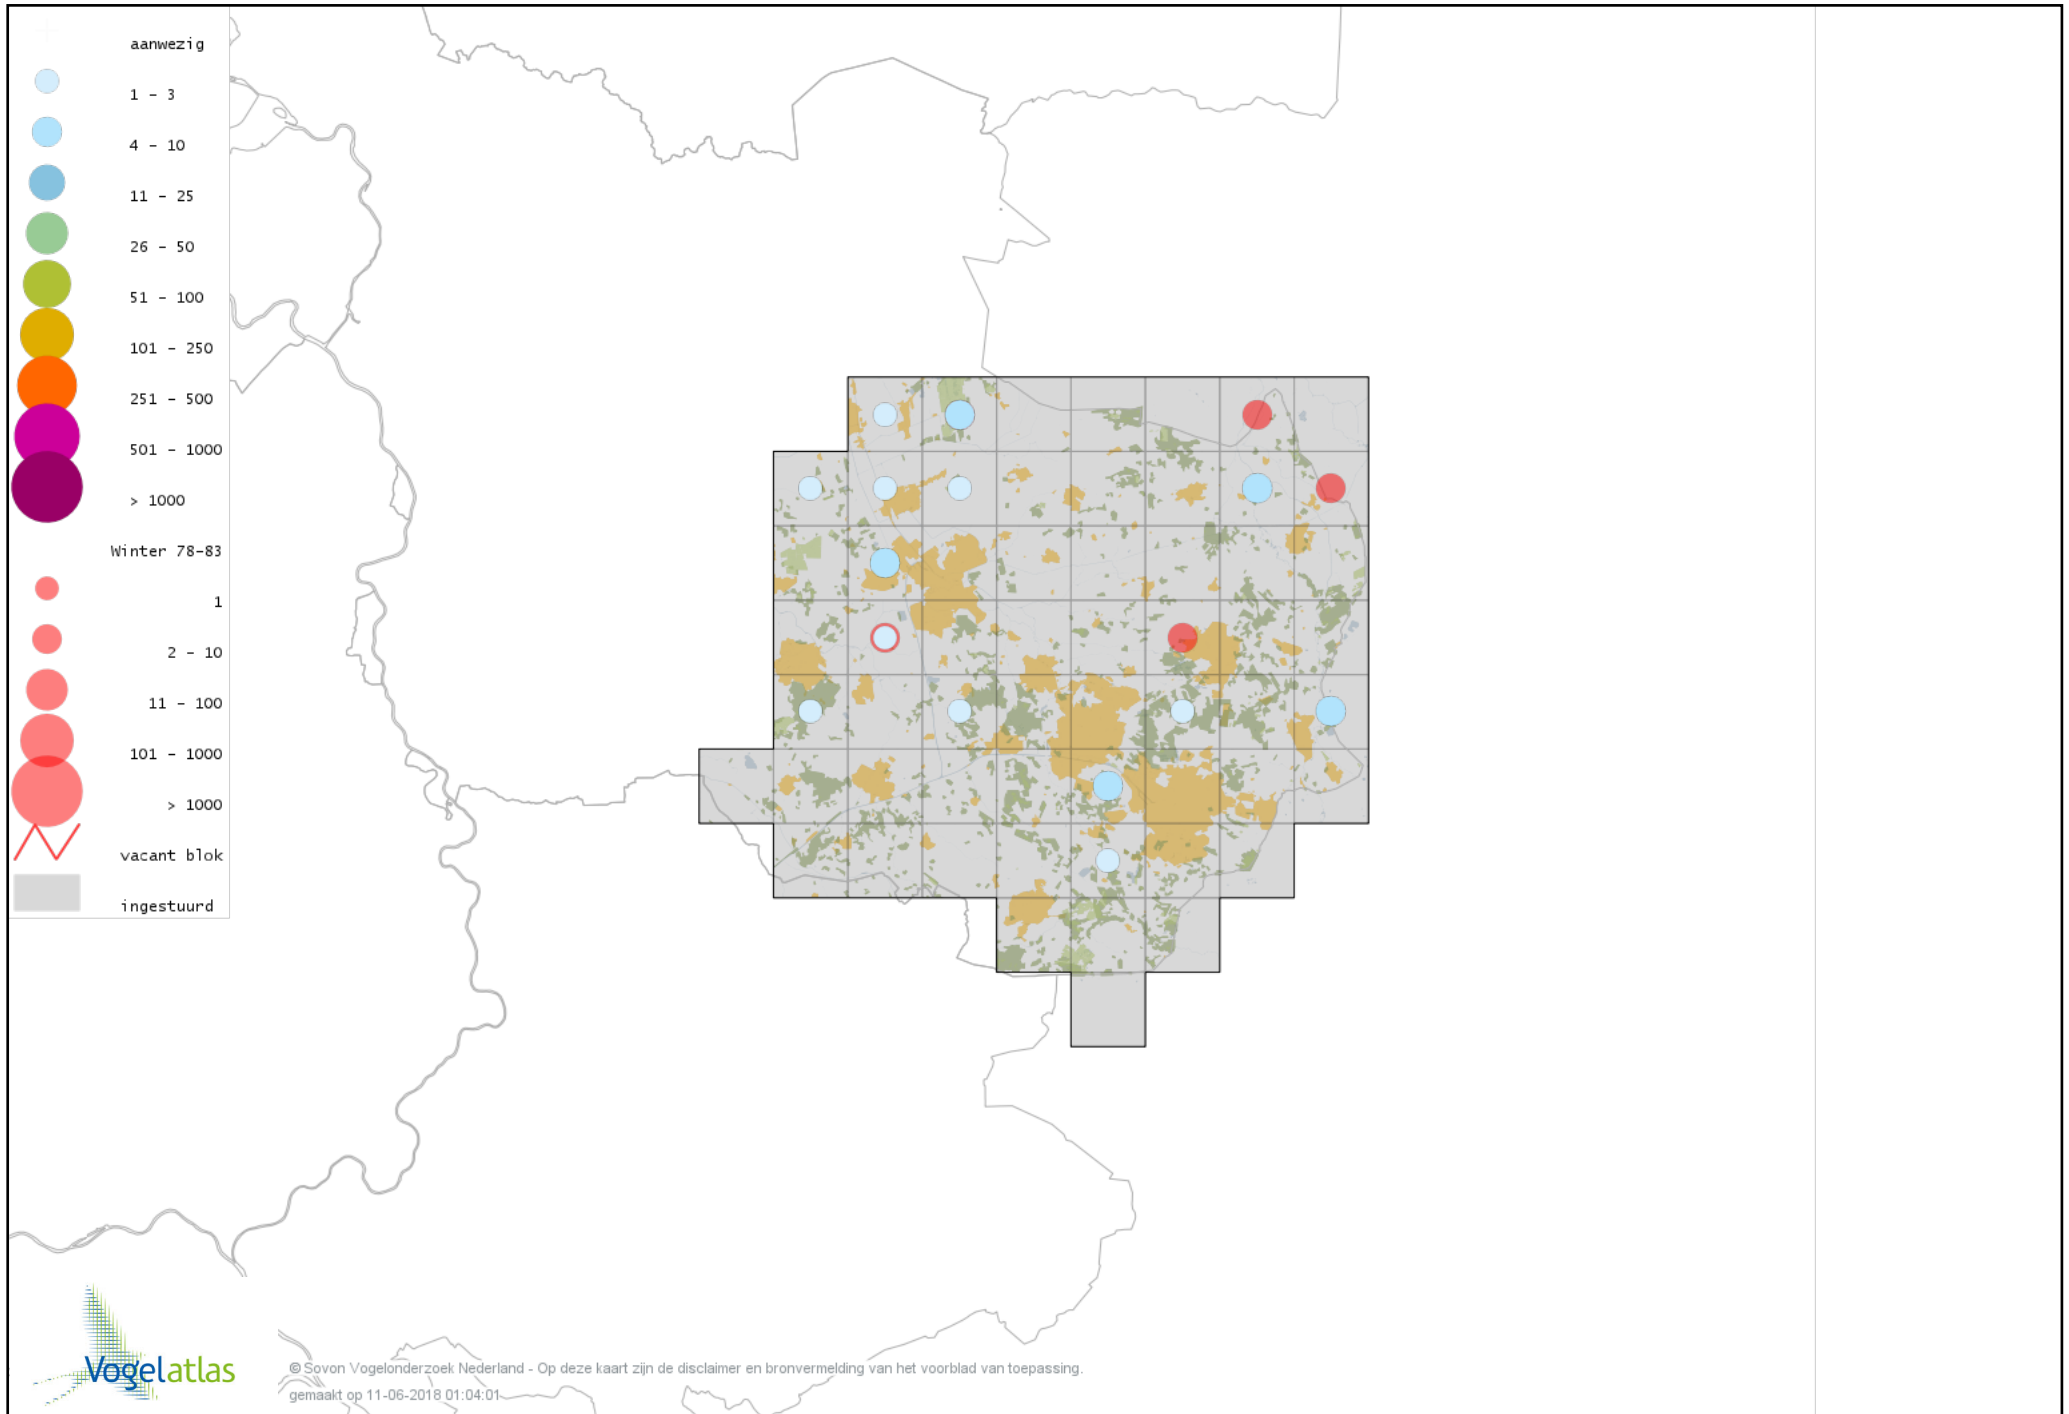 aanwezig
1 - 3
4 - 10
11 - 25
26 - 50
51 - 100
101 - 250
251 - 500
501 - 1000
> 1000
Winter 78-83
1
2 - 10
11 - 100
101 - 1000
> 1000
vacant blok
ingestuurd
Vogelatlas
© Sovon Vogelonderzoek Nederland - Op deze kaart zijn de disclaimer en bronvermelding van het voorblad van toepassing.
gemaakt op 11-06-2018 01:04:01